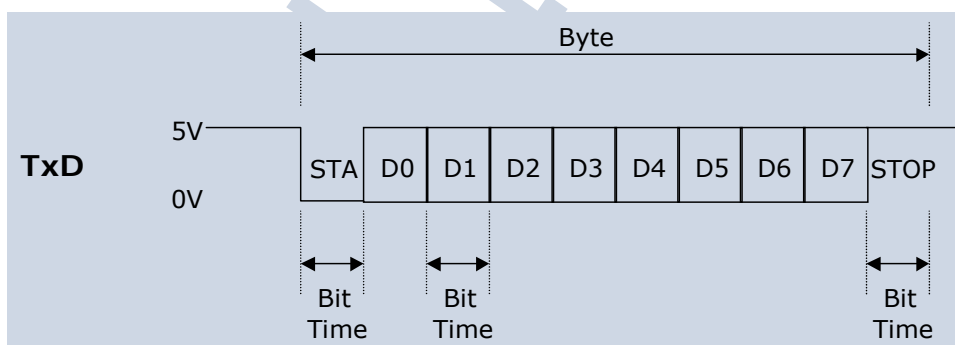 Byte
5V
TxD
STA D0 D1 D2 D3 D4 D5 D6 D7 STOP
0V
Bit Bit Bit
Time Time Time